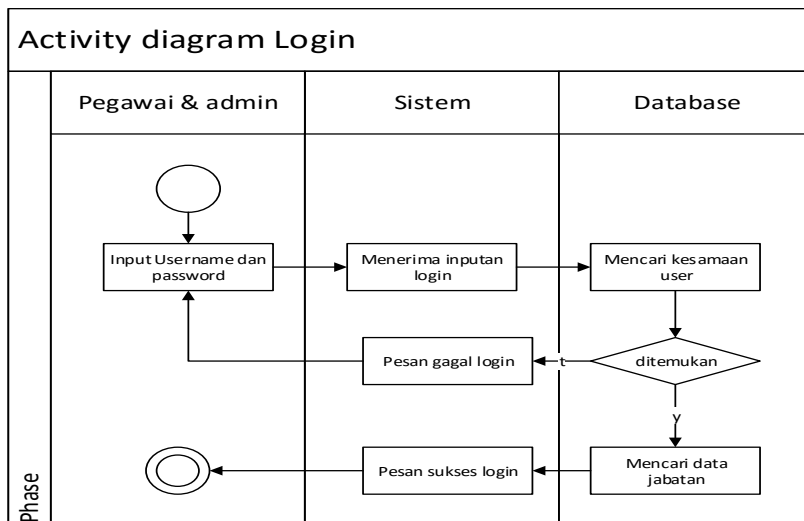 Activity diagram Login
Pegawai & admin
Sistem
Database
Input Username dan
password
Menerima inputan
login
Mencari kesamaan
user
Pesan gagal login
t
ditemukan
y
Pesan sukses login
Mencari data
jabatan
Phase